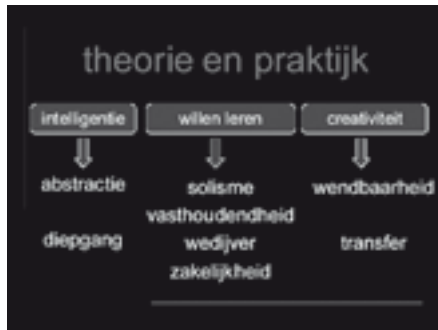 theorie en praktijk
intelligentie willen leren creativiteit
abstractie solisme wendbaarheid
vasthoudendheid
diepgang wedijver transfer
zakelijkheid